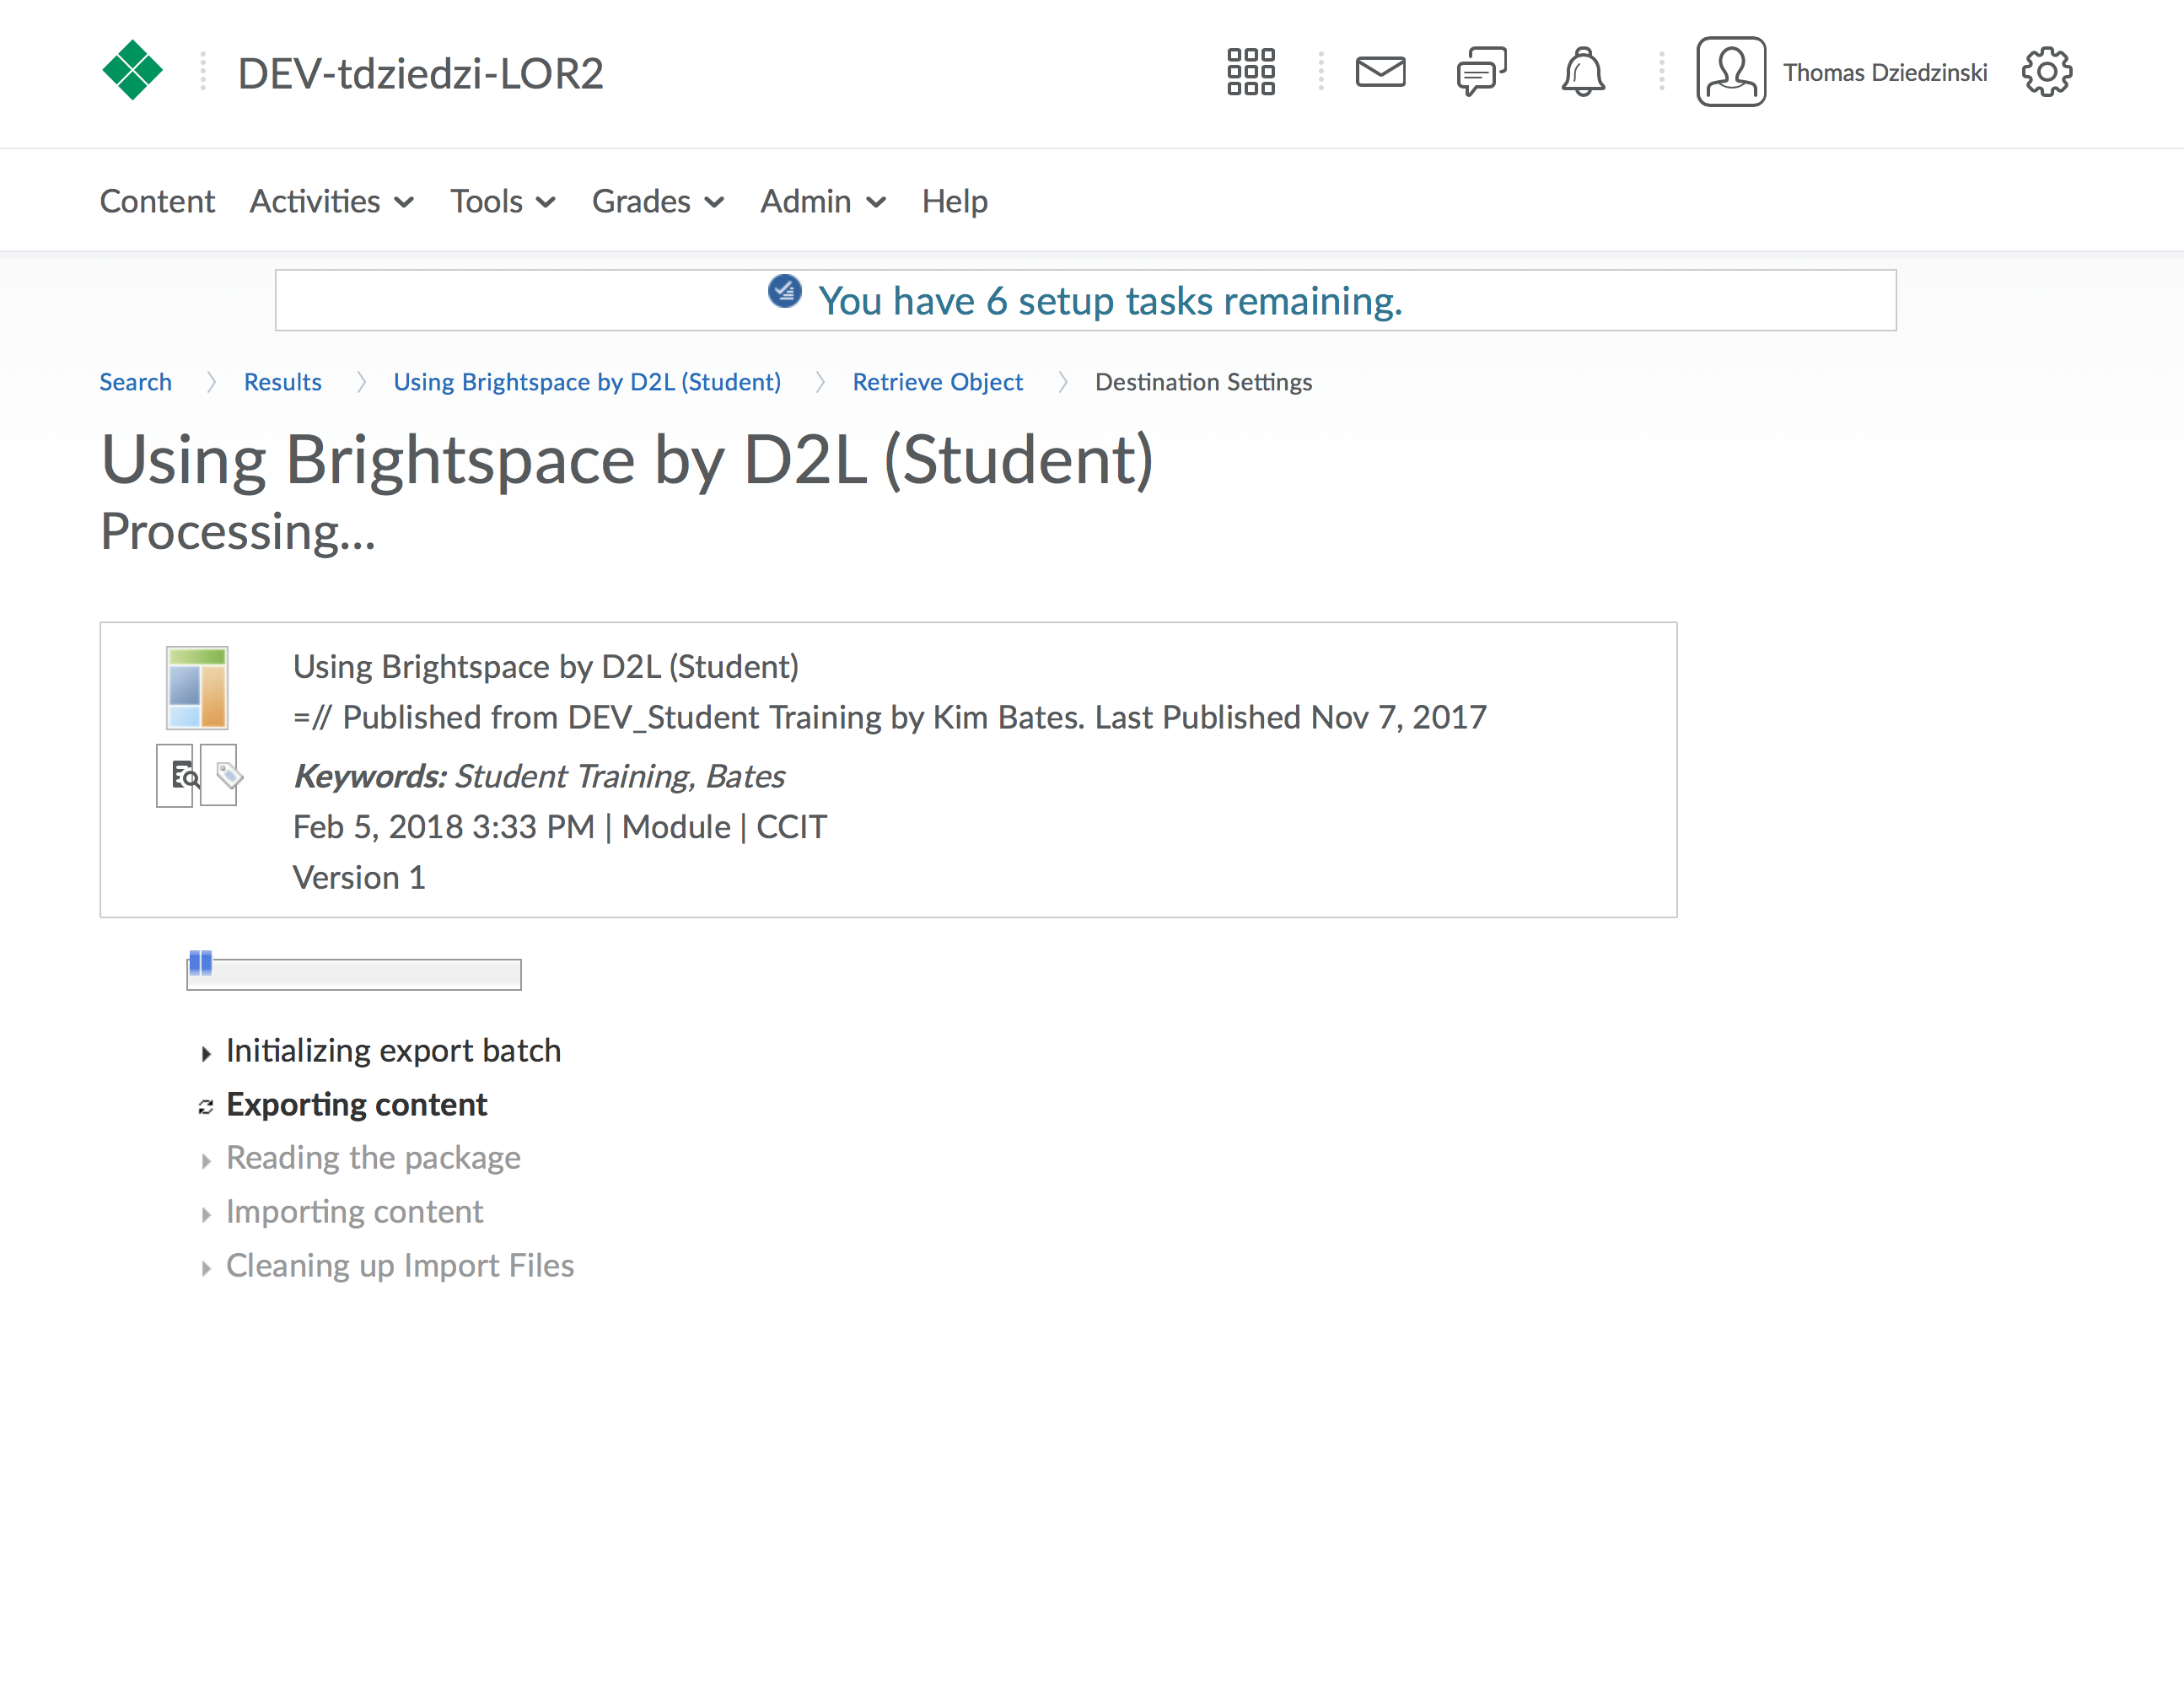 DEV-tdziedzi-LOR2
Thomas Dziedzinski
Content Activities Tools Grades Admin Help
You have 6 setup tasks remaining.
Search Results Using Brightspace by D2L (Student) Retrieve Object Destination Settings
Using Brightspace by D2L (Student)
Processing...
Using Brightspace by D2L (Student)
=// Published from DEV_Student Training by Kim Bates. Last Published Nov 7, 2017
Keywords: Student Training, Bates
Feb 5, 2018 3:33 PM | Module | CCIT
Version 1
Initializing export batch
Exporting content
Reading the package
Importing content
Cleaning up Import Files